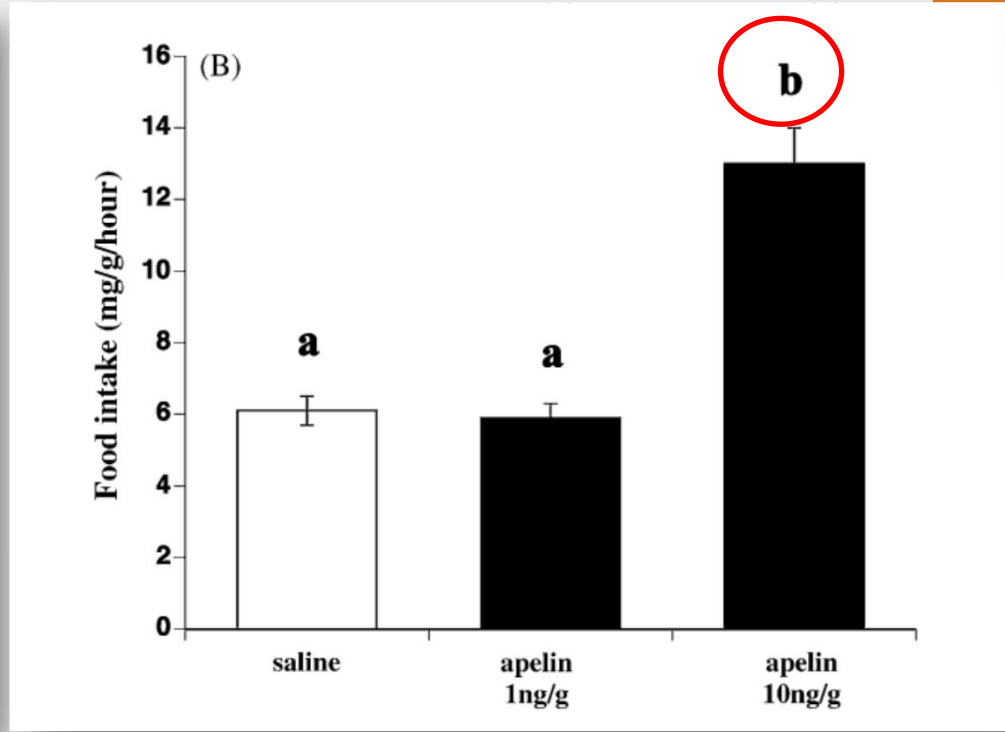 (B)
b
a
a
Food intake (mg/g/hour)
16
14
12
10
8
6
4
2
0
saline
apelin
1ng/g
apelin
10ng/g